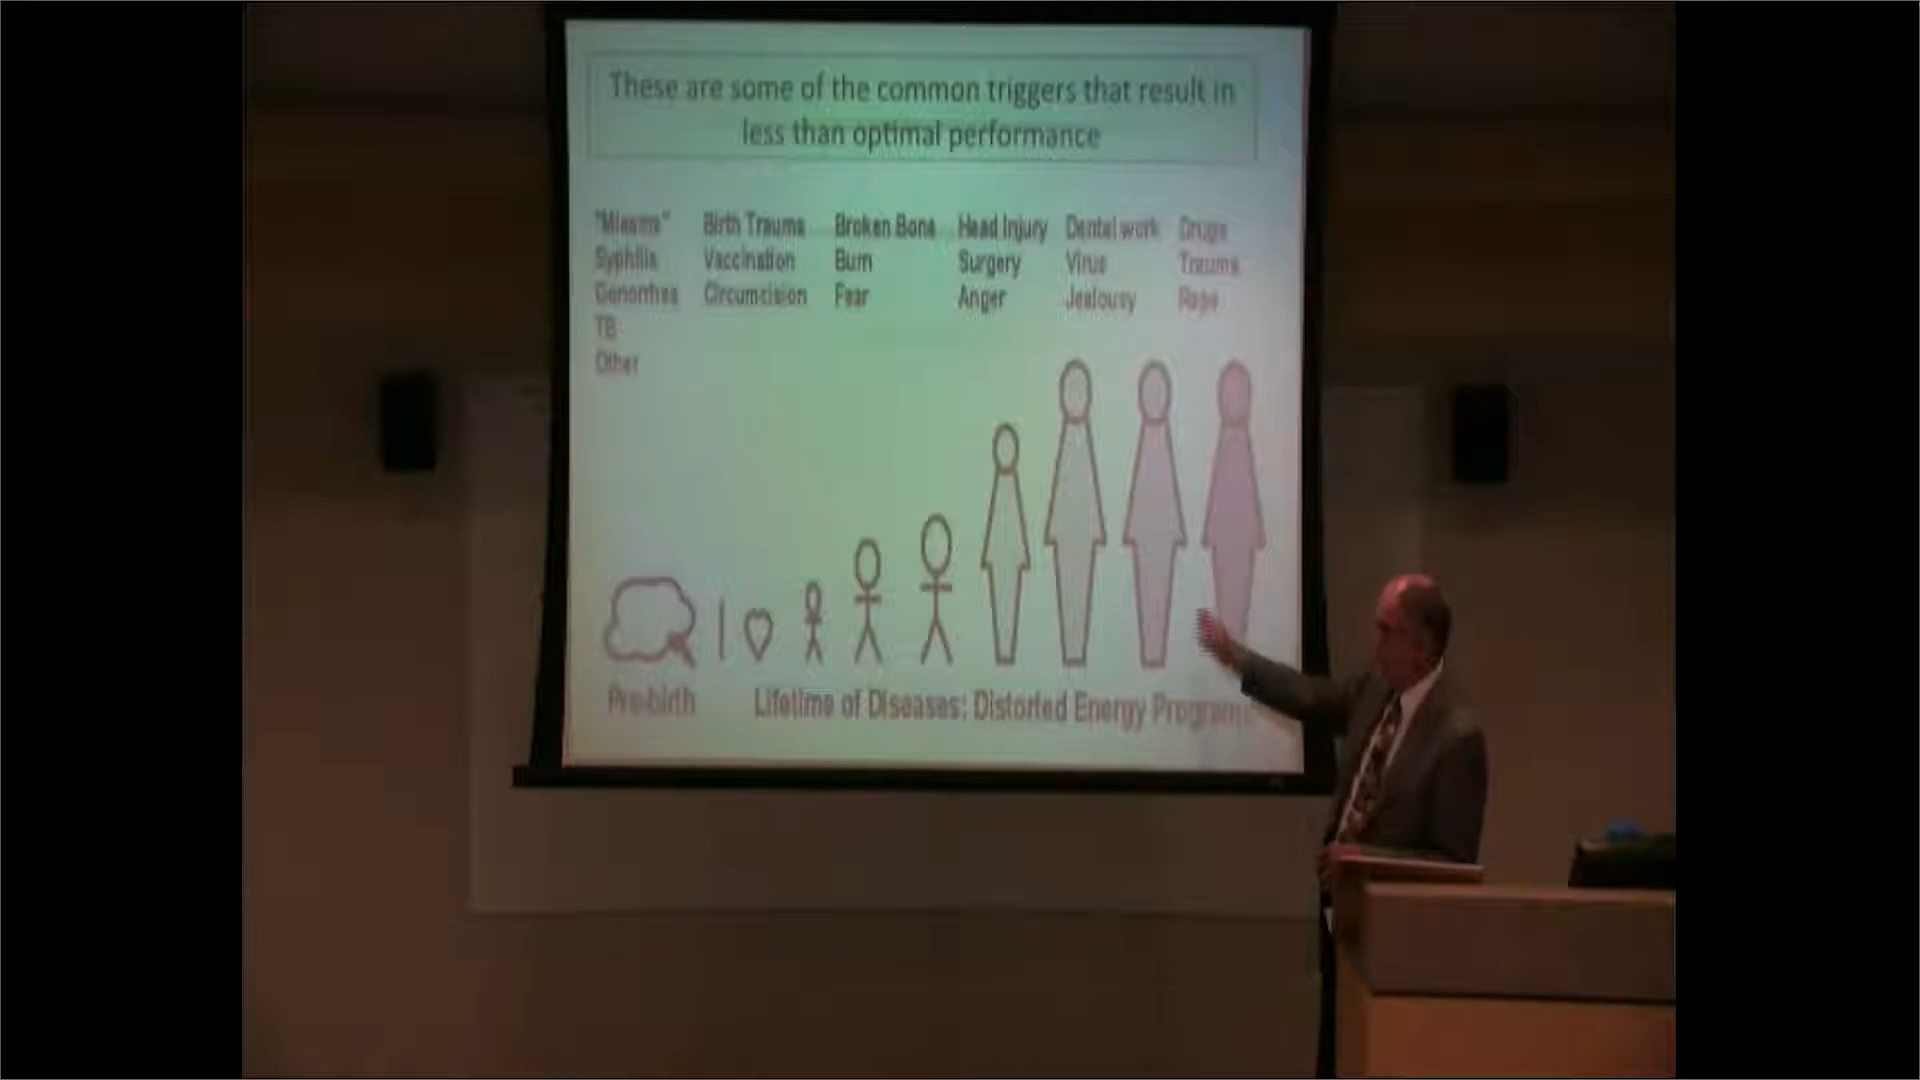 These are some of the common triggers that result in
less than optimal performance
"Miasms" Birth Trauma Broken Bone Head Injury Dental work Drugs
Syphilis Vaccination Burn Surgery Virus Trauma
Gonorrhea Circumcision Fear Anger Jealousy Rape
TB
Other
Pre-birth Lifetime of Diseases: Distorted Energy Programs